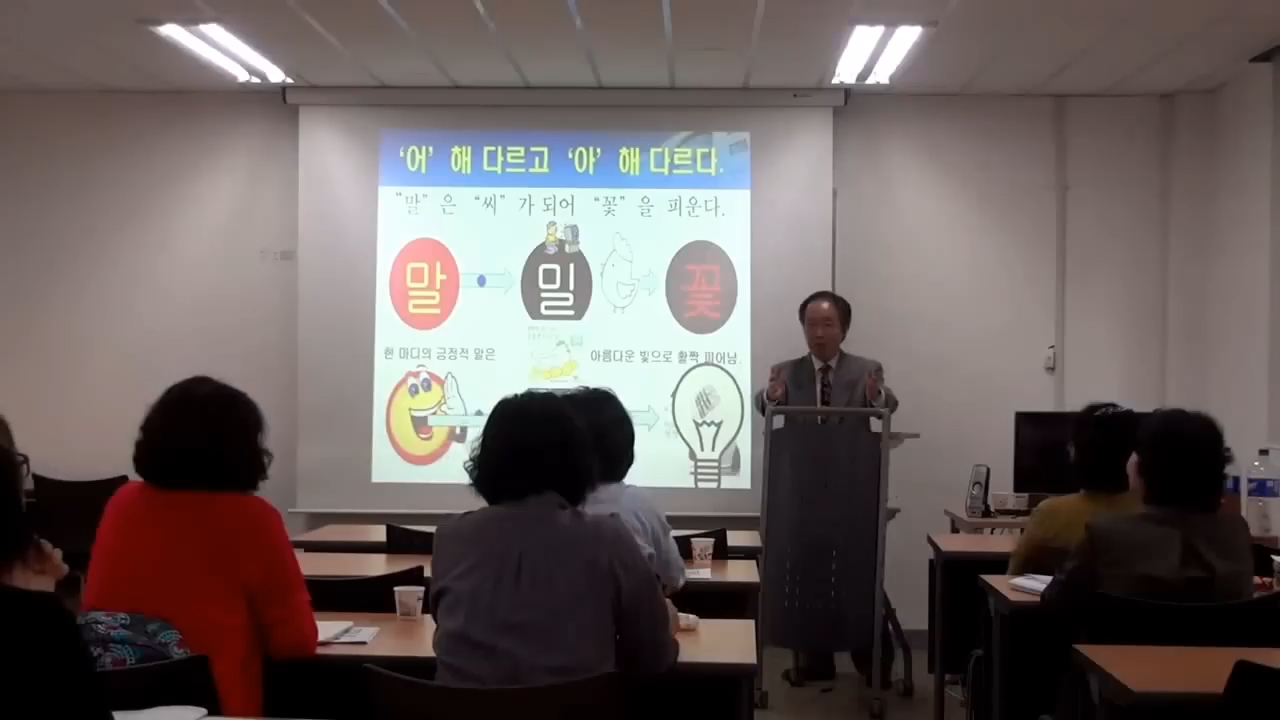 ‘어’ 해 다르고 ‘아’ 해 다르다.
"말" 은 "씨" 가 되어 "꽃" 을 피운다.
말 밀 꽃
한 마디의 긍정적 말은 아름다운 빛으로 활짝 피어남.